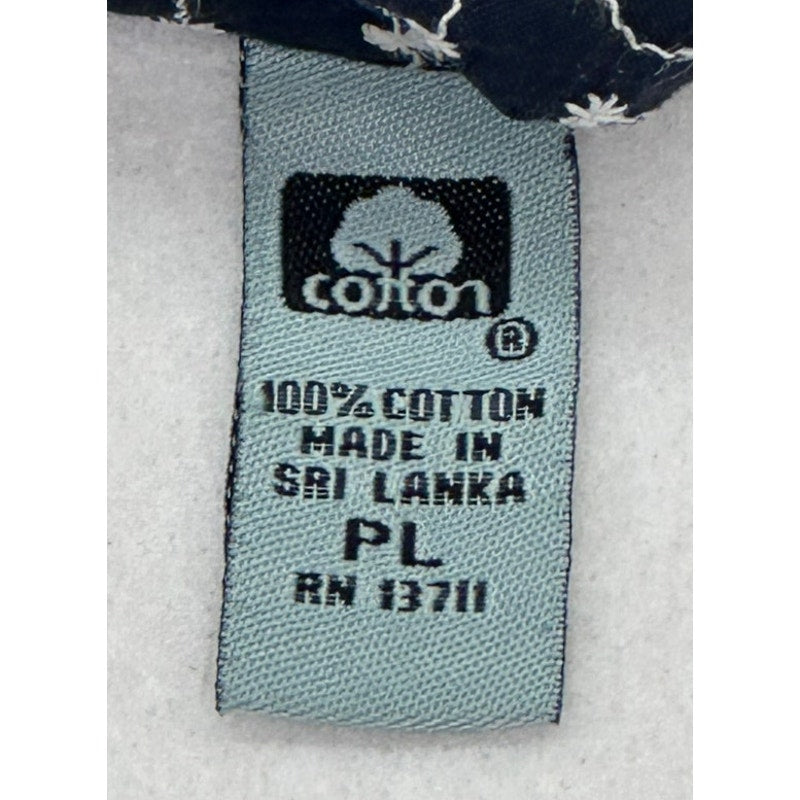 cotton
®
100% COTTON
MADE IN
SRI LANKA
PL
RN 13711